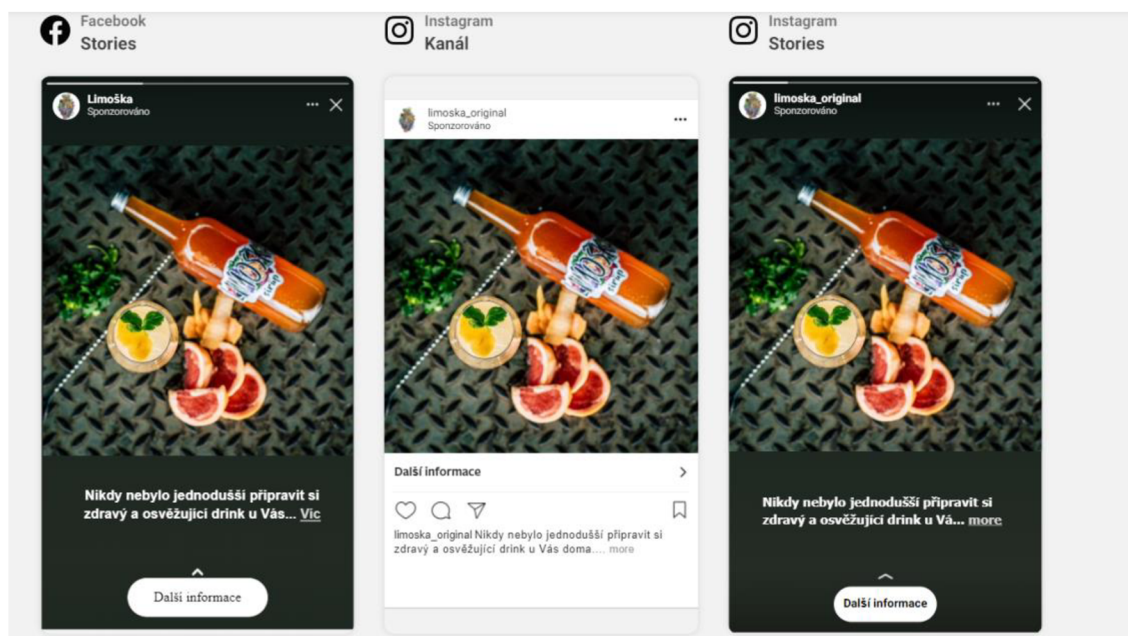 Facebook
Stories
Limoška
Sponzorováno
Nikdy nebylo jednodušší připravit si
zdravý a osvěžující drink u Vás... Víc
Další informace
Instagram
Kanál
limoska_original
Sponzorováno
Další informace
limoska_original Nikdy nebylo jednodušší připravit si
zdravý a osvěžující drink u Vás doma.... more
Instagram
Stories
limoska_original
Sponzorováno
Nikdy nebylo jednodušší připravit si
zdravý a osvěžující drink u Vá... more
Další informace